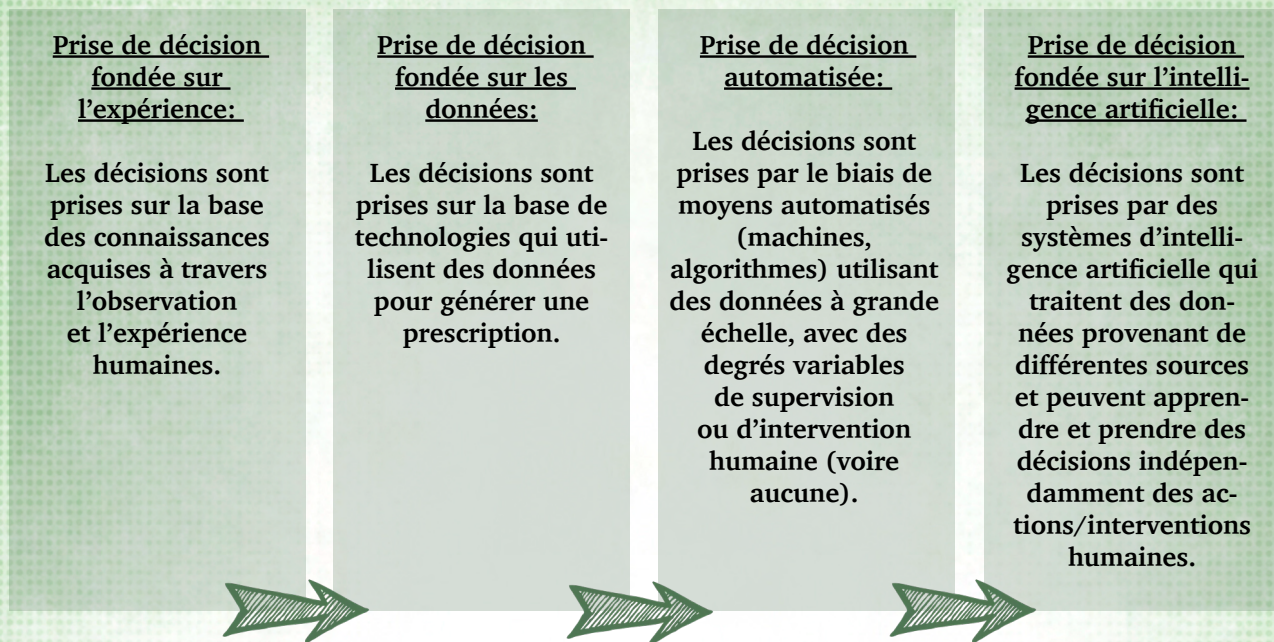 Prise de décision
fondée sur
l’expérience:
Les décisions sont
prises sur la base
des connaissances
acquises à travers
l’observation
et l’expérience
humaines.
Prise de décision
fondée sur les
données:
Les décisions sont
prises sur la base de
technologies qui uti-
lisent des données
pour générer une
prescription.
Prise de décision
automatisée:
Les décisions sont
prises par le biais de
moyens automatisés
(machines,
algorithmes) utilisant
des données à grande
échelle, avec des
degrés variables
de supervision
ou d’intervention
humaine (voire
aucune).
Prise de décision
fondée sur l’intelli-
gence artificielle:
Les décisions sont
prises par des
systèmes d’intelli-
gence artificielle qui
traitent des don-
nées provenant de
différentes sources
et peuvent appren-
dre et prendre des
décisions indépen-
damment des ac-
tions/interventions
humaines.